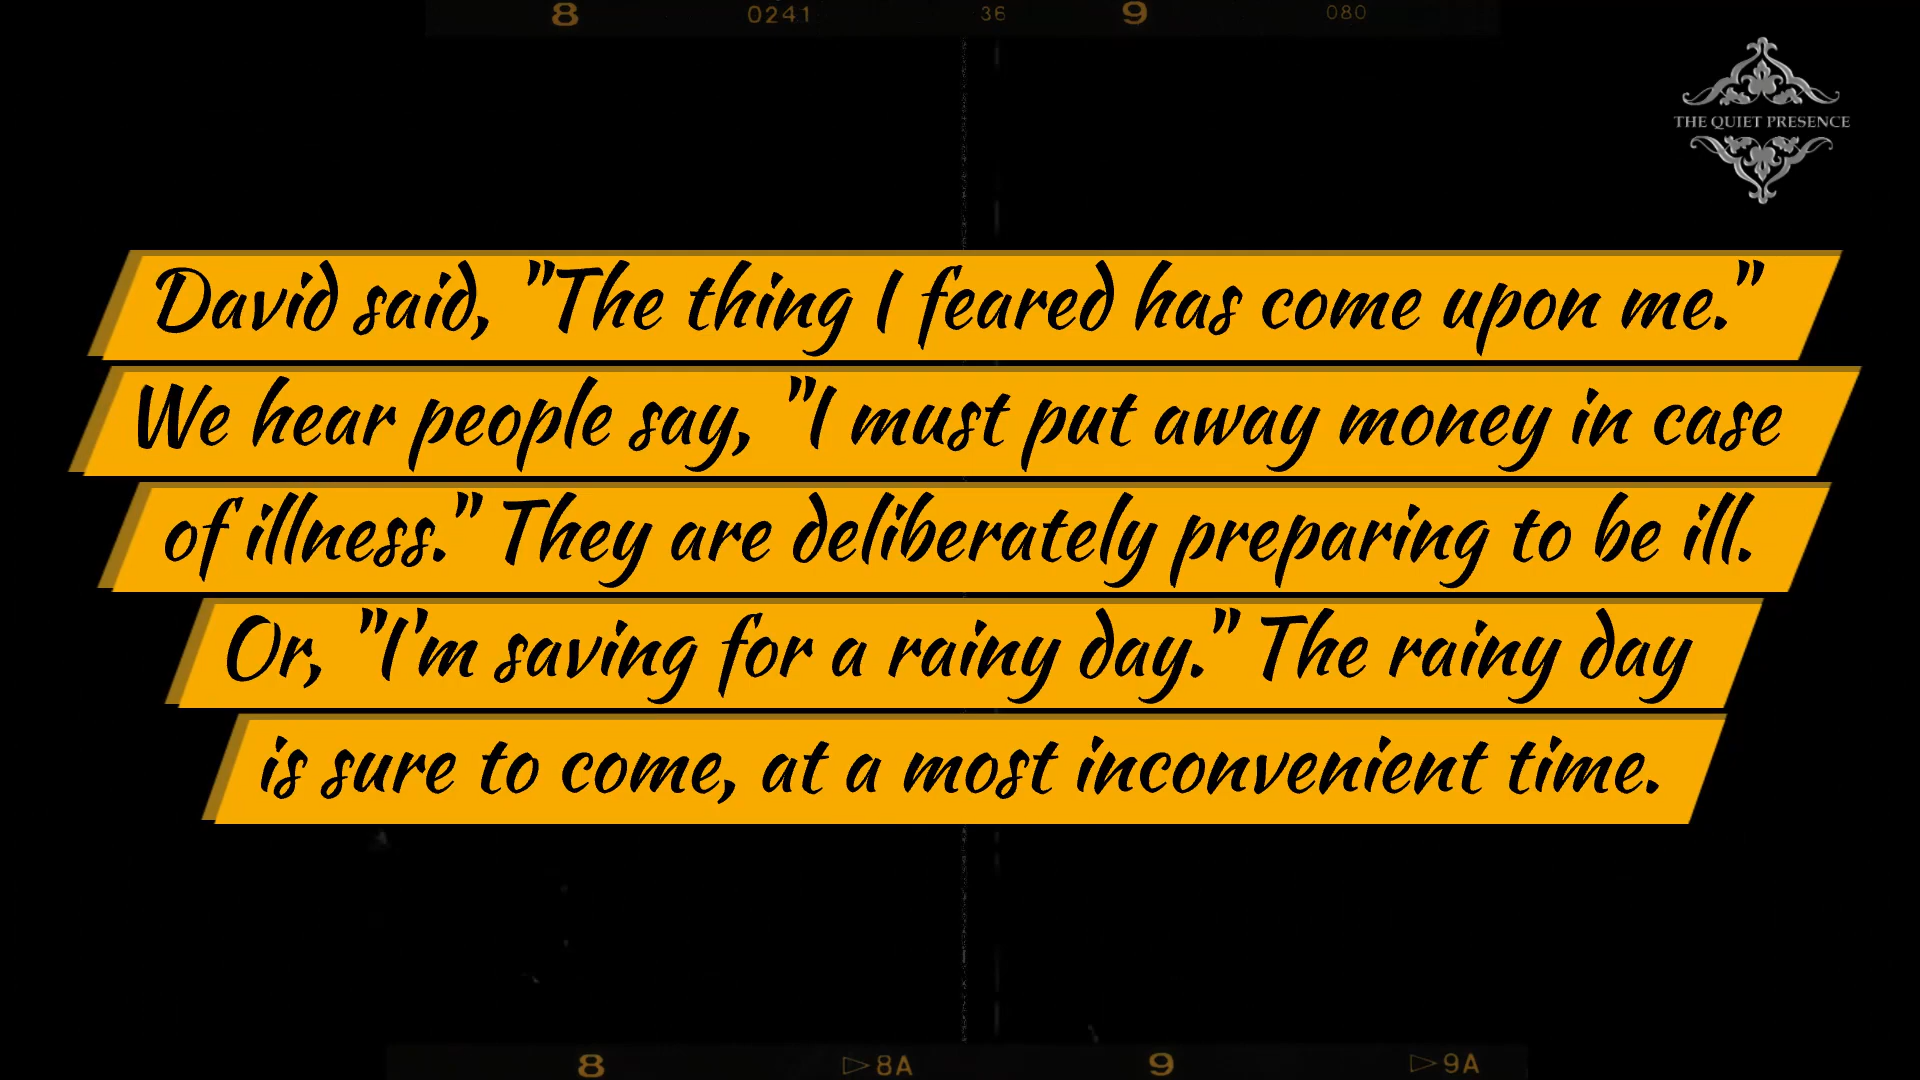 8 0241 36 9 080
THE QUIET PRESENCE
David said, "The thing I feared has come upon me."
We hear people say, "I must put away money in case
of illness." They are deliberately preparing to be ill.
Or, "I'm saving for a rainy day." The rainy day
is sure to come, at a most inconvenient time.
8 ▷8A 9 ▷9A